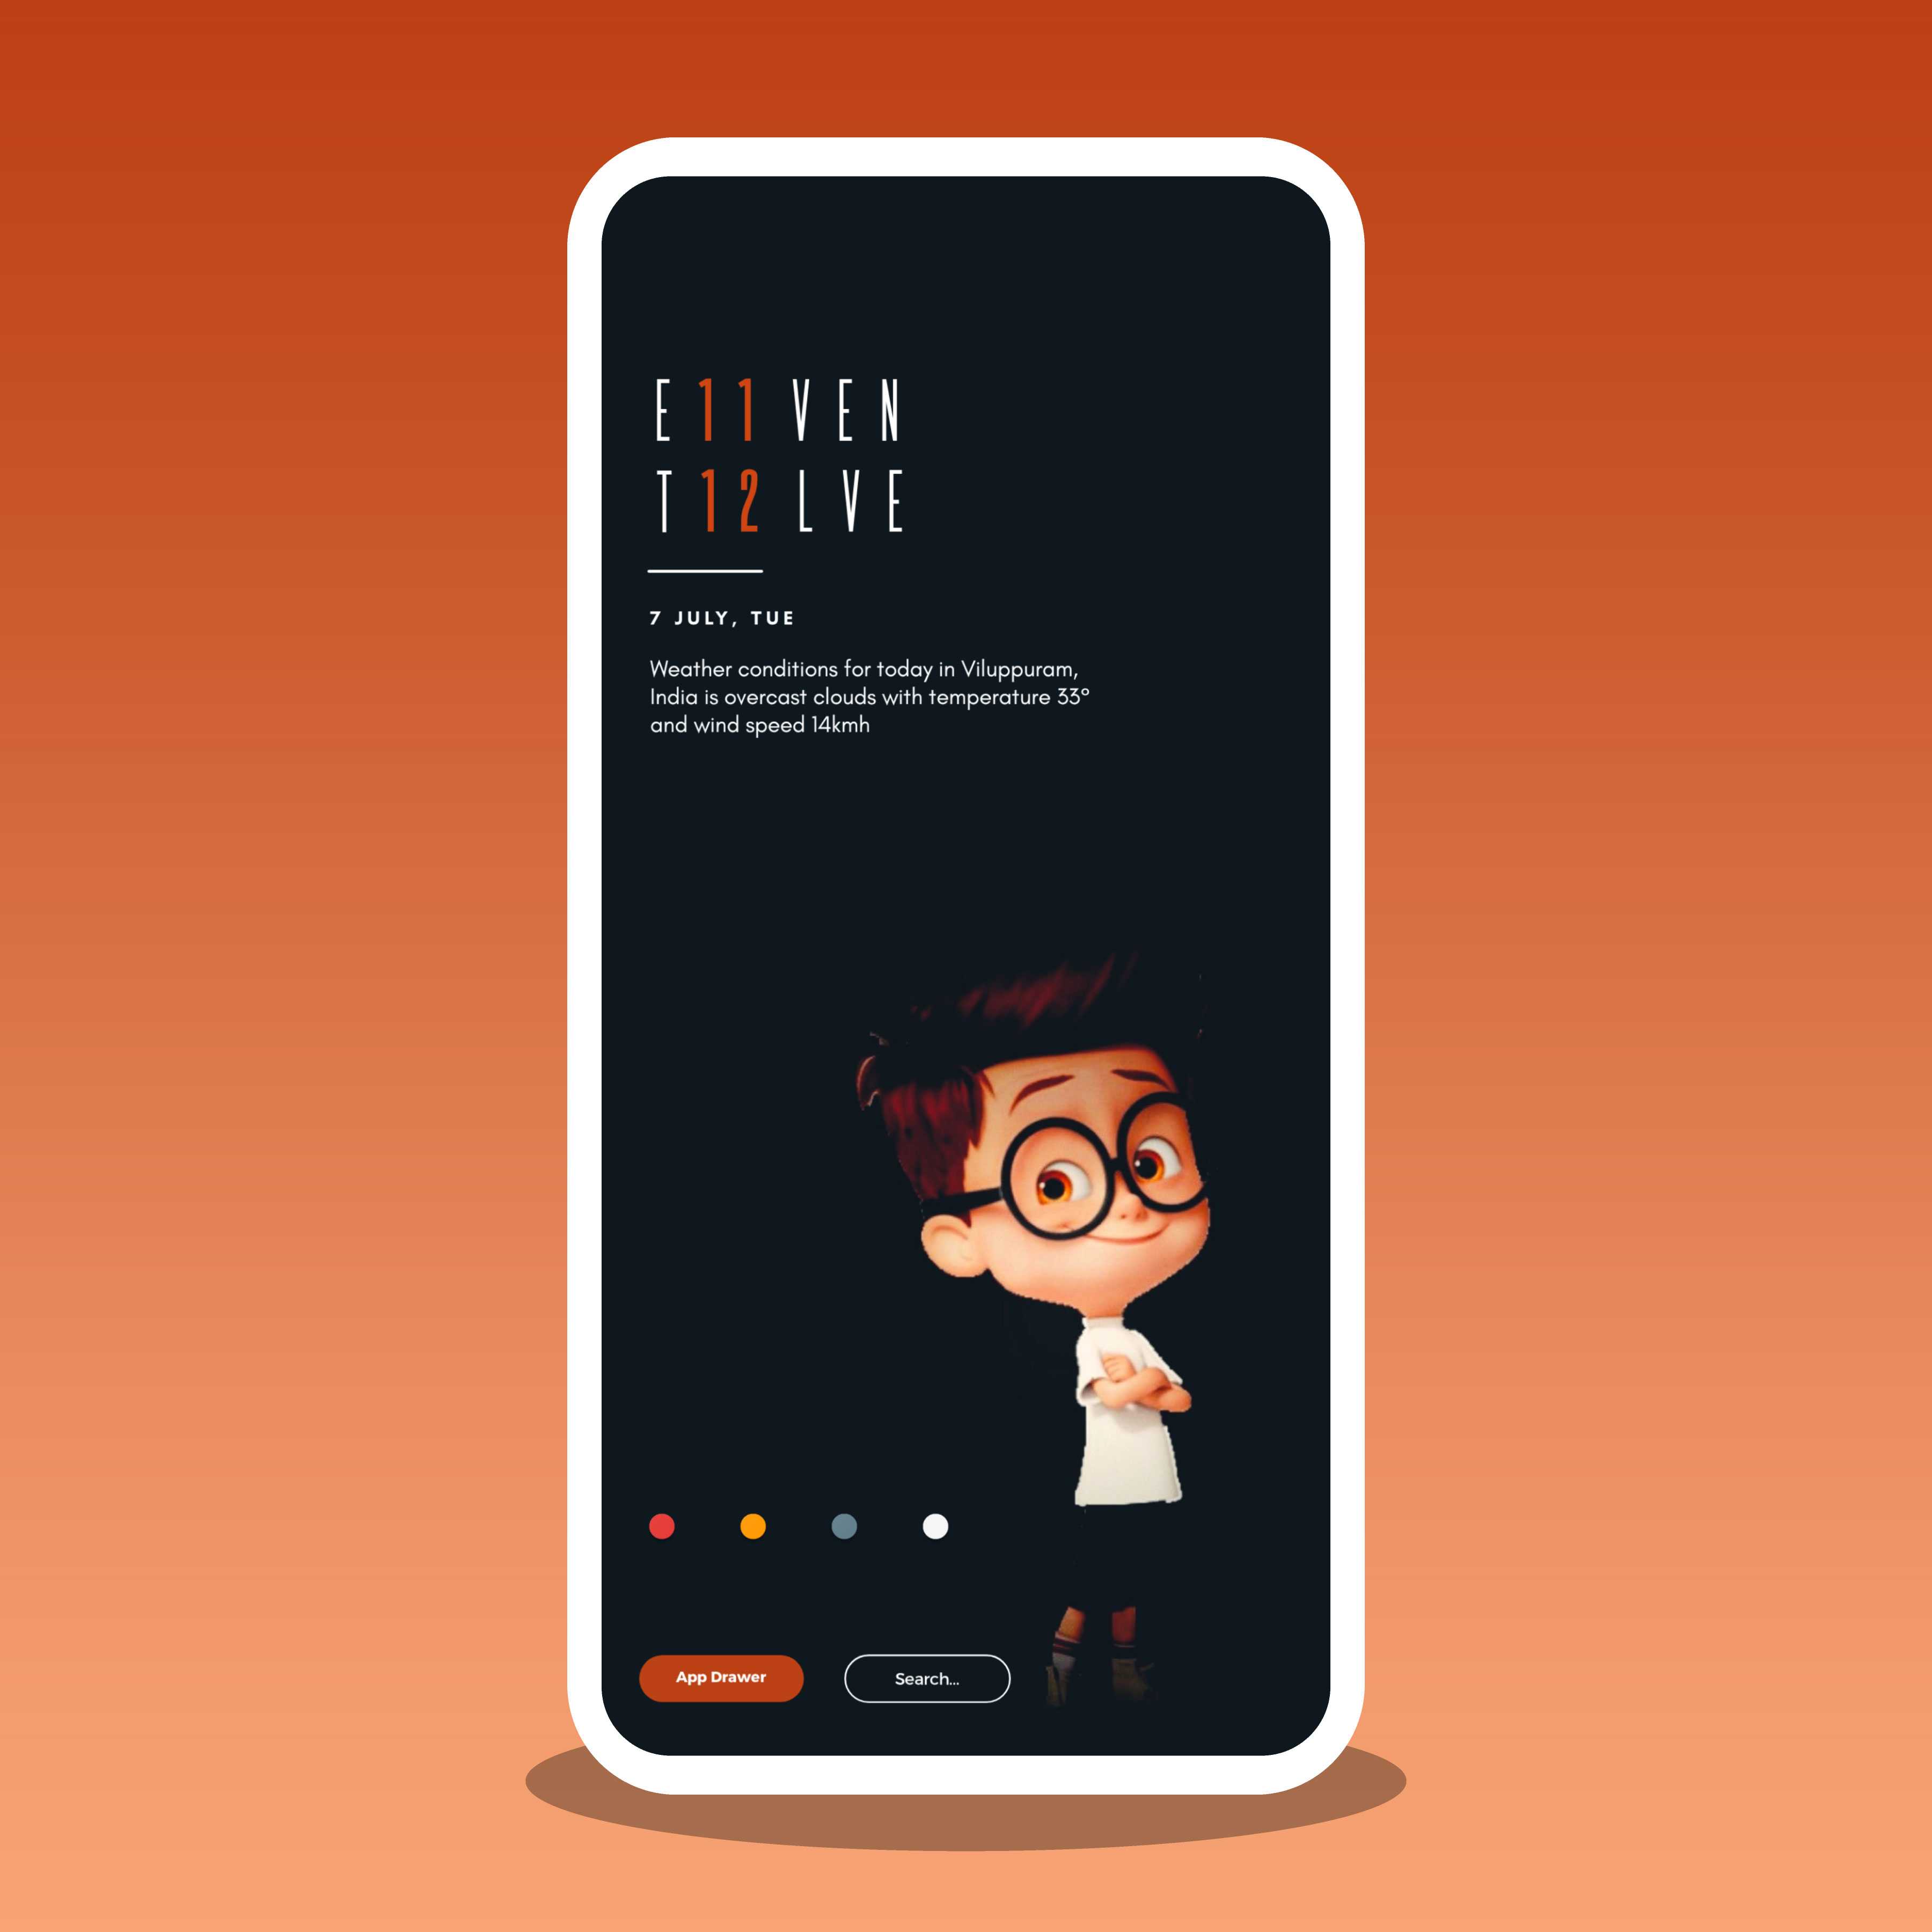 E11VEN
T12LVE
7 JULY, TUE
Weather conditions for today in Viluppuram,
India is overcast clouds with temperature 33°
and wind speed 14kmh
App Drawer
Search...